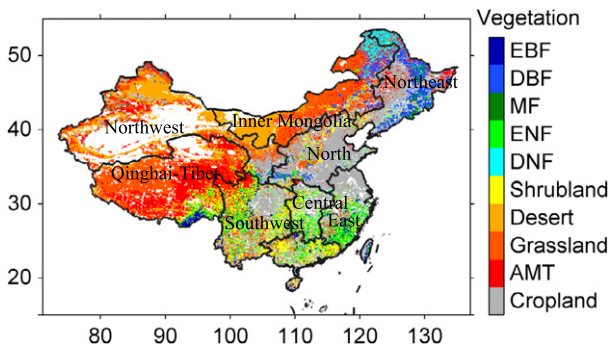 Vegetation
50
40
30
20
80 90 100 110 120 130
Northeast
Inner Mongolia
Northwest
North
Qinghai-Tibet
Central
Southwest
East
EBF
DBF
MF
ENF
DNF
Shrubland
Desert
Grassland
AMT
Cropland